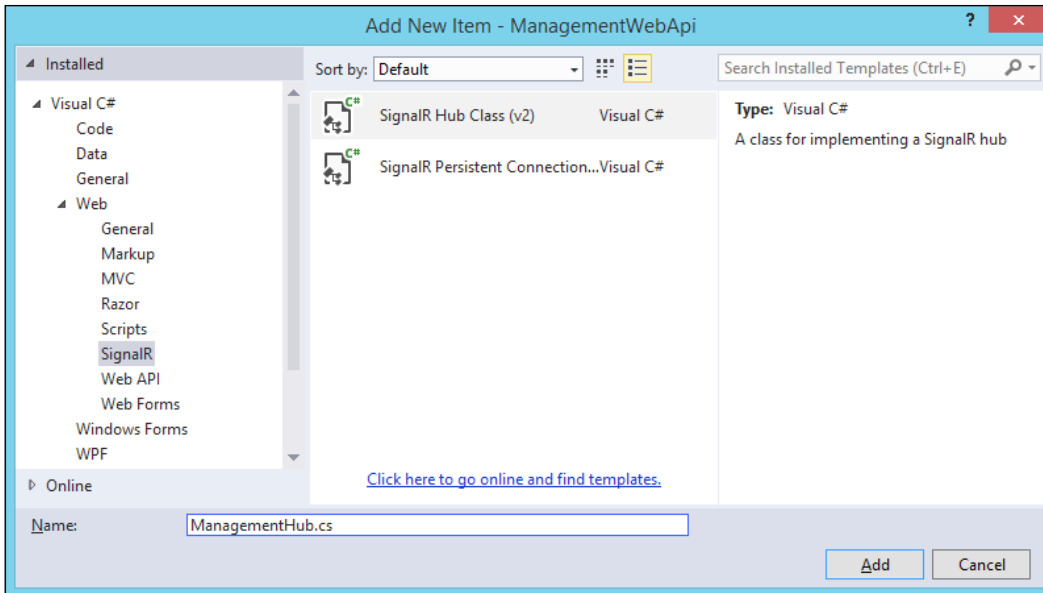 Add New Item - ManagementWebApi
?
×
Installed
Sort by: Default
Search Installed Templates (Ctrl+E)
Visual C#
Code
Data
General
Web
General
Markup
MVC
Razor
Scripts
SignalR
Web API
Web Forms
Windows Forms
WPF
Online
C#
SignalR Hub Class (v2) Visual C#
C#
SignalR Persistent Connection...Visual C#
Click here to go online and find templates.
Type: Visual C#
A class for implementing a SignalR hub
Name: ManagementHub.cs
Add
Cancel